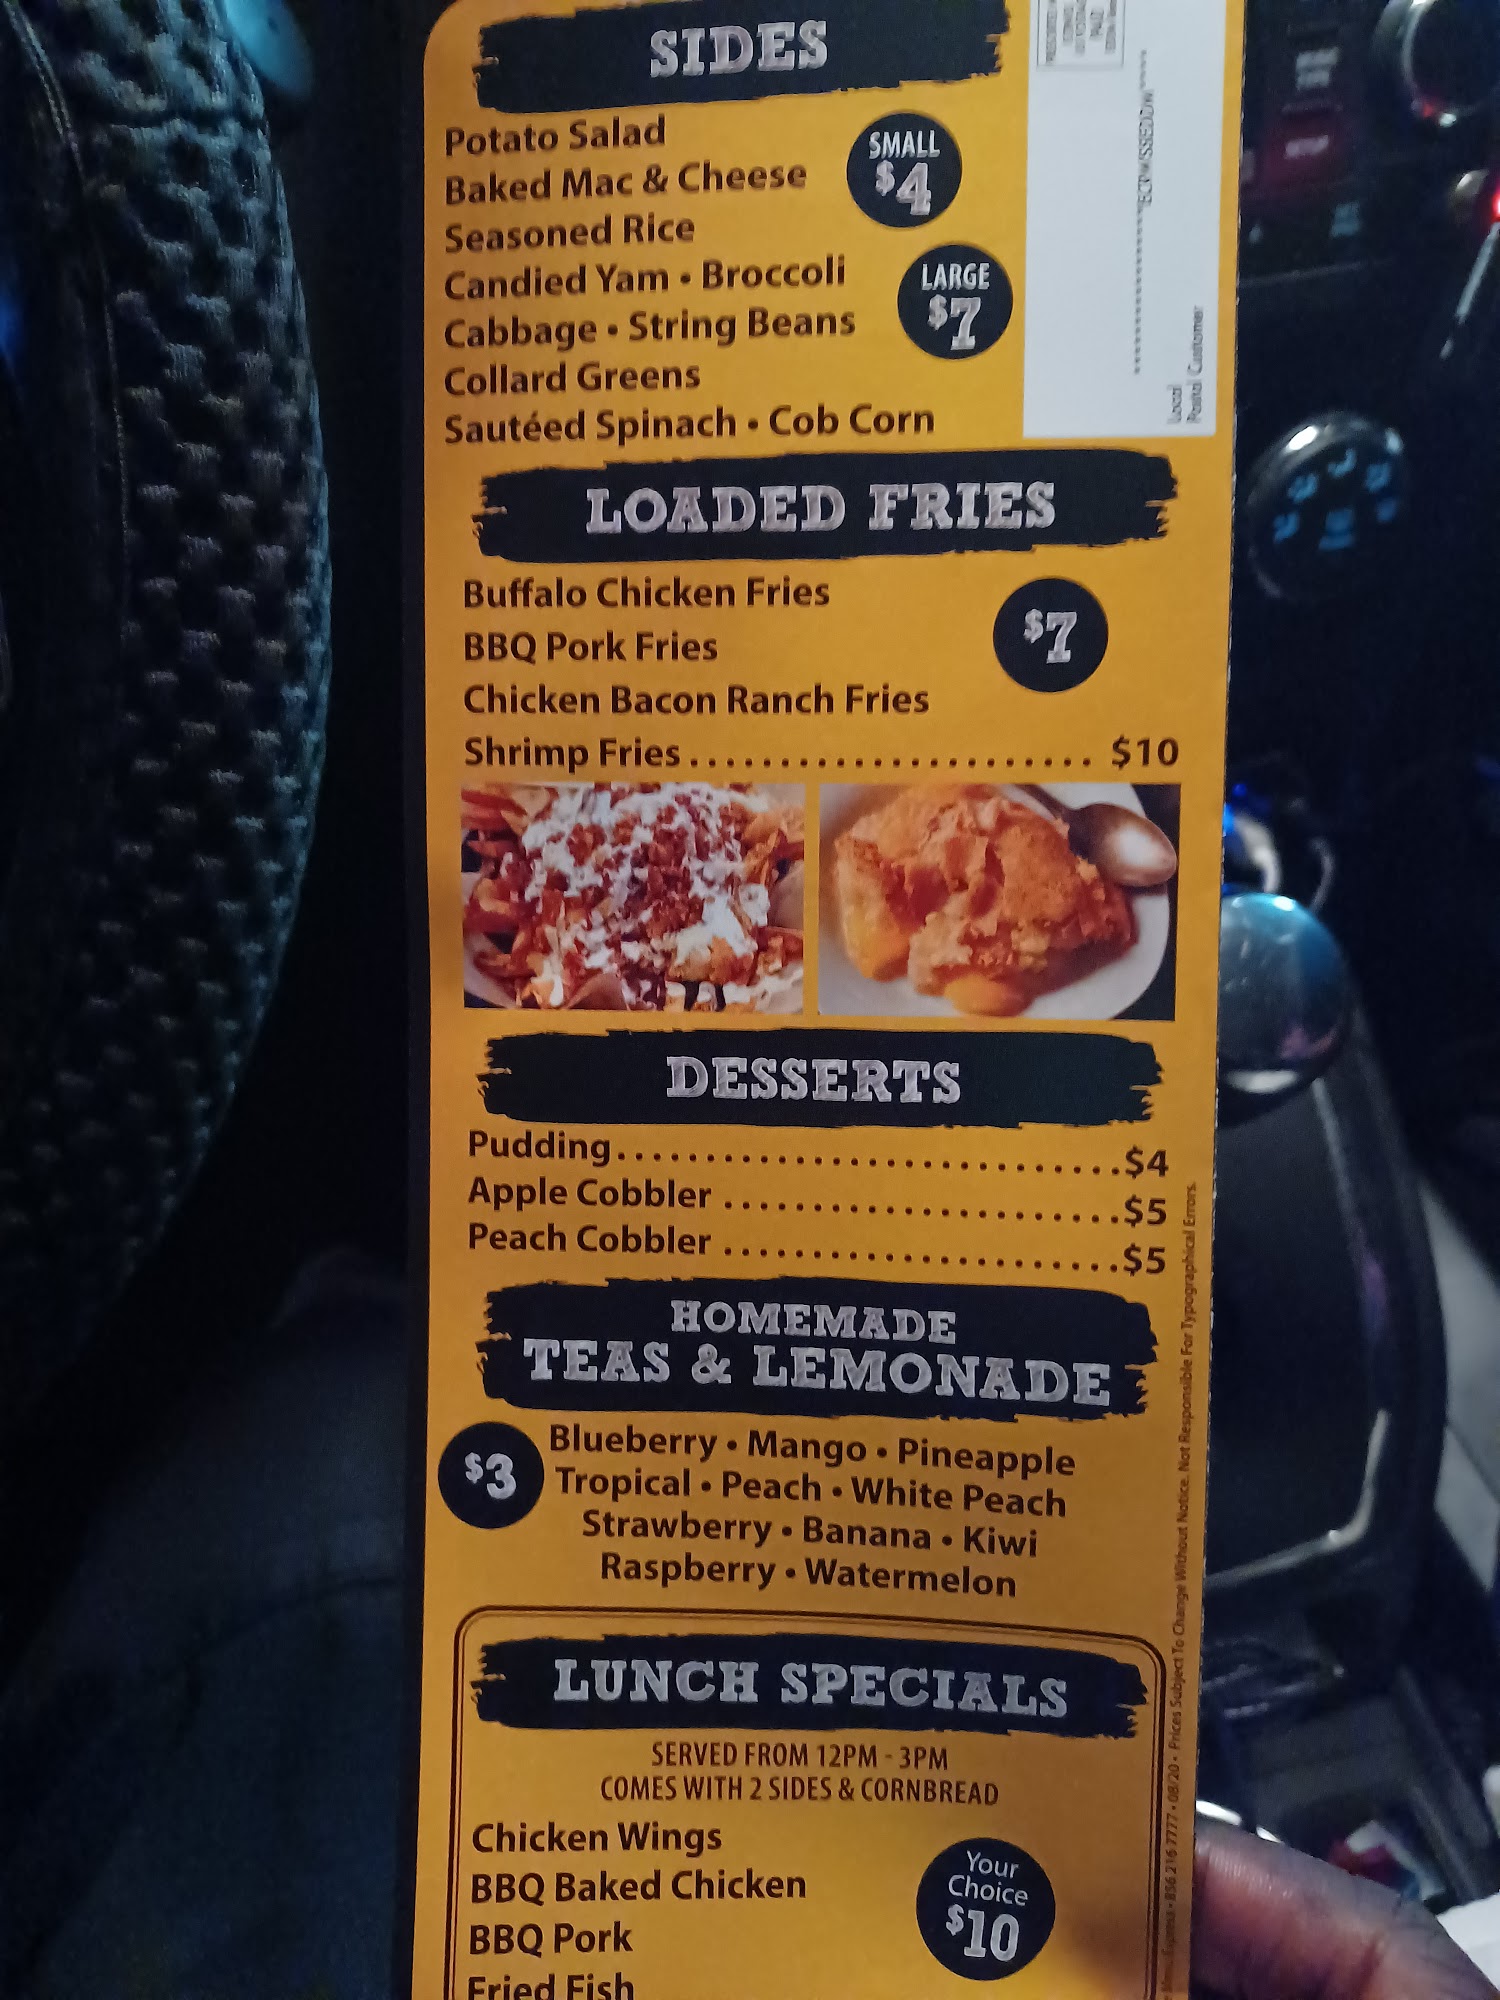 SIDES
Potato Salad
Baked Mac & Cheese
Seasoned Rice
Candied Yam • Broccoli
Cabbage • String Beans
Collard Greens
Sautéed Spinach • Cob Corn
SMALL
$4
LARGE
$7
Local
Postal Customer
LOADED FRIES
Buffalo Chicken Fries
BBQ Pork Fries
Chicken Bacon Ranch Fries
$7
Shrimp Fries...................... $10
DESSERTS
Pudding.............................$4
Apple Cobbler.......................$5
Peach Cobbler.......................$5
HOMEMADE
TEAS & LEMONADE
$3
Blueberry • Mango • Pineapple
Tropical • Peach • White Peach
Strawberry • Banana • Kiwi
Raspberry • Watermelon
LUNCH SPECIALS
SERVED FROM 12PM - 3PM
COMES WITH 2 SIDES & CORNBREAD
Chicken Wings
BBQ Baked Chicken
BBQ Pork
Fried Fish
Your
Choice
$10
856 216 7777 • 08/20 • Prices Subject To Change Without Notice. Not Responsible For Typographical Errors.